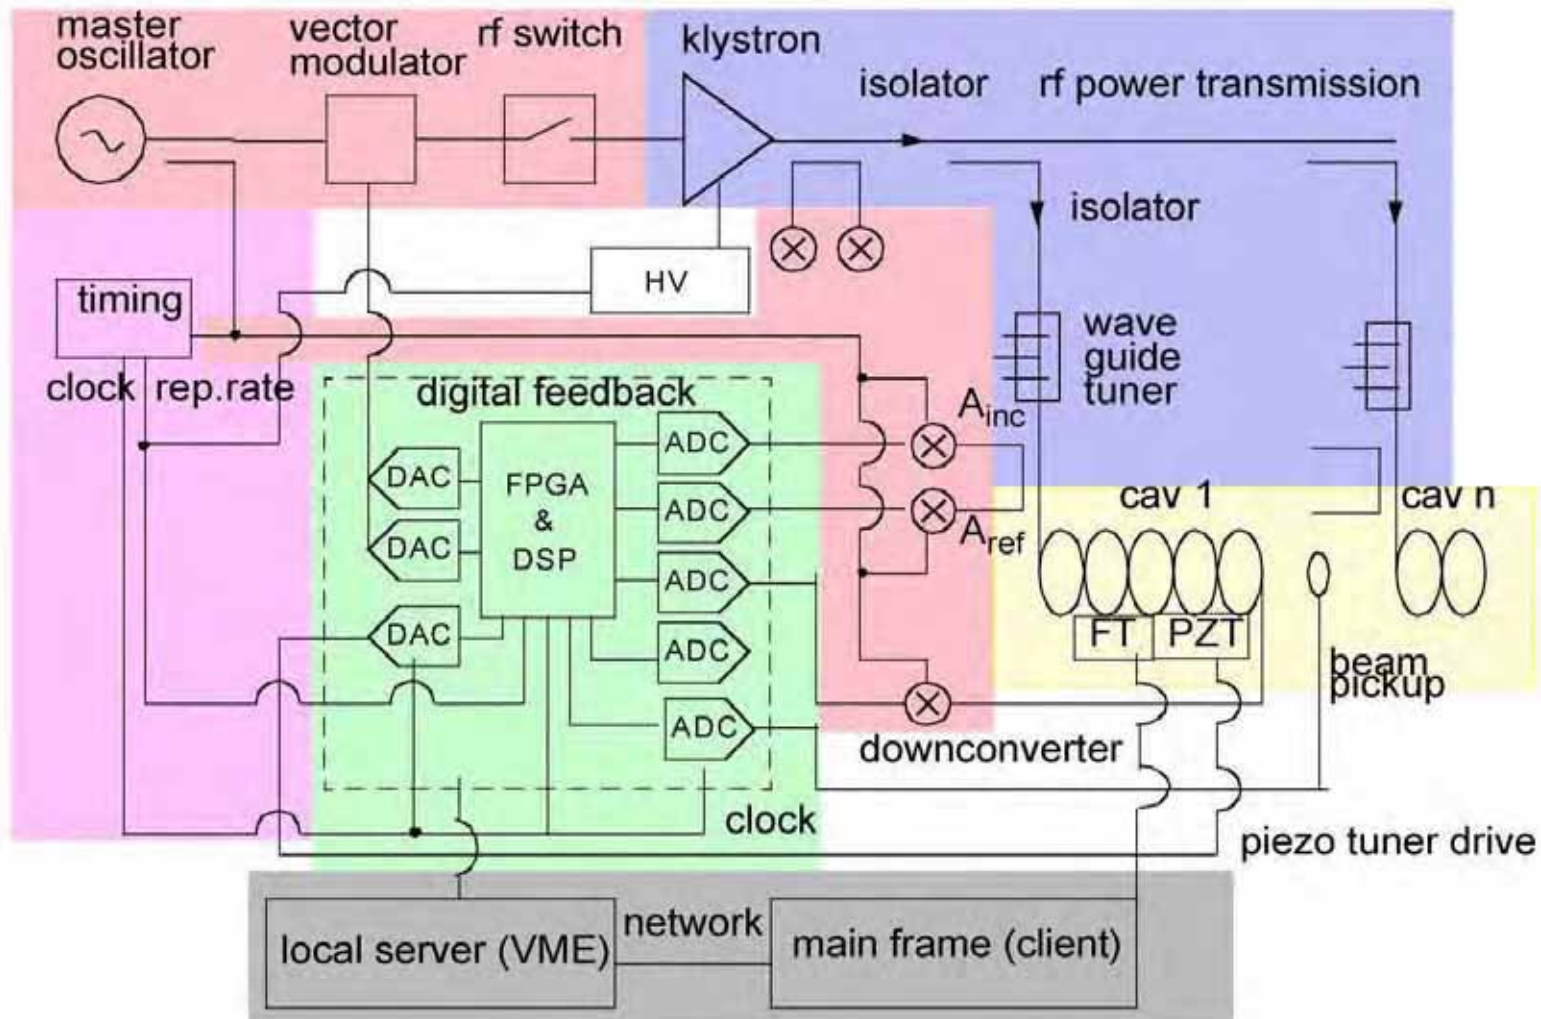 master
oscillator
vector
modulator
rf switch
klystron
isolator
rf power transmission
isolator
HV
timing
clock
rep.rate
wave
guide
tuner
digital feedback
A inc
ADC
DAC
FPGA
&
DSP
ADC
A ref
cav 1
cav n
DAC
ADC
DAC
ADC
FT
PZT
beam
pickup
ADC
downconverter
clock
piezo tuner drive
local server (VME)
network
main frame (client)